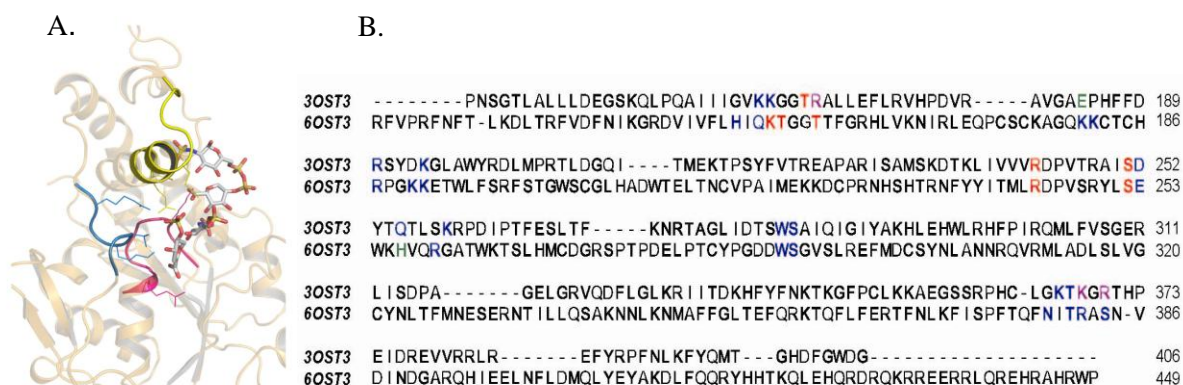 A. B.
3OST3 --------PNSGTLALLLDEGSKQLPQAIIIGVKKGGTRALLEFLRVHPDVR-----AVGAEPHFFD 189
6OST3 RFVPRFNFT-LKDLTRFVDFNIKGRDVIVFLHIQKTGGTTFGRHLVKNIRLEQPCSCKAGQKKCTCH 186
3OST3 RSYDKGLAWYRDLMPRTLDGQI----TMEKTPSYFVTREAPARISAMSKDTKLIVVVRDPVTRAISD 252
6OST3 RPGKKETWLFSRFSTGWSCGLHADWTELTNCVPAIMEKKDCPRNHSHTRNFYYITMLRDPVSRYLSE 253
3OST3 YTQTLSKRPDIPTFESLTF----KNRTAGLIDTSWSAIQIGIYAKHLEHWLRHFPIRQMLFVSGER 311
6OST3 WKHVQRGATWKTSLHMCDGRSPTPDELPTCYPGDDWSGVSLREFMDCSYNLANNRQVRMLADLSLVG 320
3OST3 LISDPA-------GELGRVQDFLGLKRIITDKHFYFNKTKGFPCLKKAEGSSRPHC-LGKTKGRTHP 373
6OST3 CYNLTFMNESERNTILLQSAKNNLKNMAFFGLTEFQRKTQFLFERTFNLKFISPFTQFNITRASN-V 386
3OST3 EIDREVVRRLR-------EFYRPFNLKFYQMT---GHDFGWDG---------------- 406
6OST3 DINDGARQHIEELNFLDMQLYEYAKDLFQQRYHHTKQLEHQRDRQKRREERRLQREHRAHRWP 449